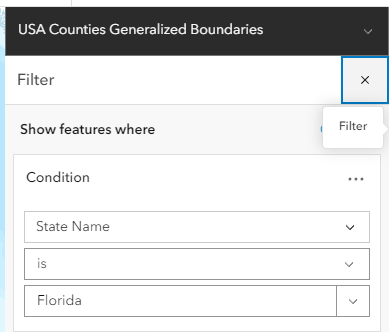 USA Counties Generalized Boundaries
Filter
Filter
Show features where
Condition
State Name
is
Florida